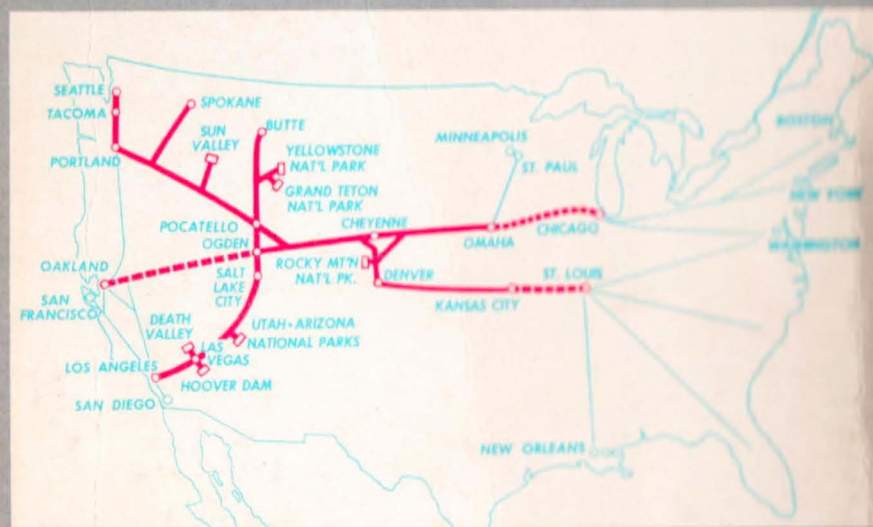 SEATTLE
TACOMA
PORTLAND
SPOKANE
SUN
VALLEY
BUTTE
YELLOWSTONE
NAT'L PARK
GRAND TETON
NAT'L PARK
MINNEAPOLIS
ST. PAUL
BOSTON
NEW YORK
WASHINGTON
POCATELLO
OGDEN
CHEYENNE
OMAHA
CHICAGO
OAKLAND
SAN
FRANCISCO
SALT
LAKE
CITY
ROCKY MT'N
NAT'L PK.
DENVER
KANSAS CITY
ST. LOUIS
DEATH
VALLEY
LAS
VEGAS
UTAH • ARIZONA
NATIONAL PARKS
LOS ANGELES
HOOVER DAM
SAN DIEGO
NEW ORLEANS